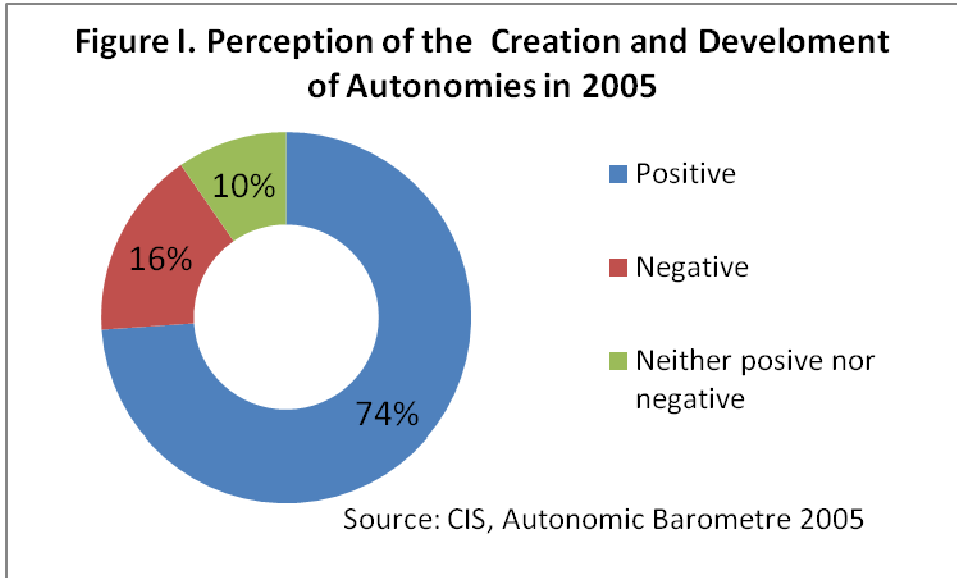 Figure I. Perception of the Creation and Develoment
of Autonomies in 2005
10%
16%
74%
Positive
Negative
Neither posive nor
negative
Source: CIS, Autonomic Barometre 2005